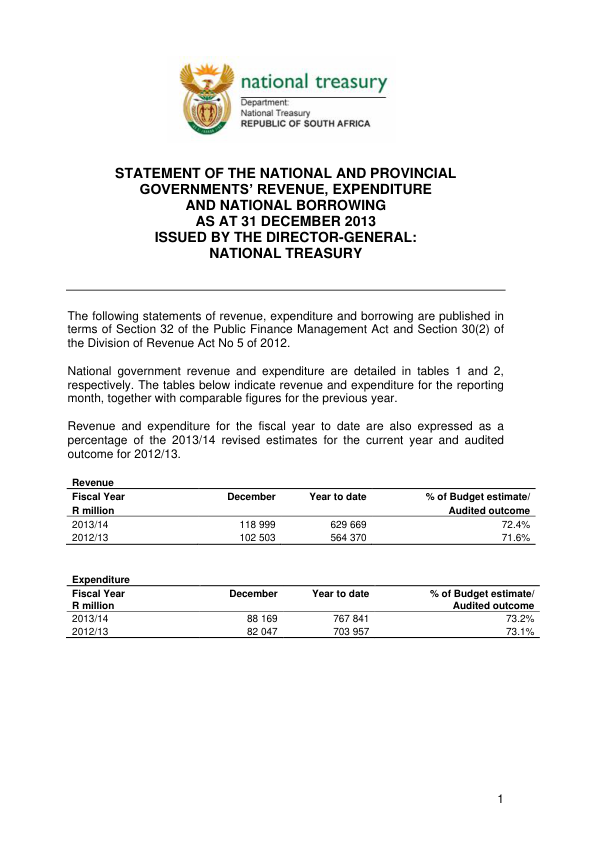 national treasury
Department:
National Treasury
REPUBLIC OF SOUTH AFRICA
STATEMENT OF THE NATIONAL AND PROVINCIAL
GOVERNMENTS' REVENUE, EXPENDITURE
AND NATIONAL BORROWING
AS AT 31 DECEMBER 2013
ISSUED BY THE DIRECTOR-GENERAL:
NATIONAL TREASURY
The following statements of revenue, expenditure and borrowing are published in
terms of Section 32 of the Public Finance Management Act and Section 30(2) of
the Division of Revenue Act No 5 of 2012.
National government revenue and expenditure are detailed in tables 1 and 2,
respectively. The tables below indicate revenue and expenditure for the reporting
month, together with comparable figures for the previous year.
Revenue and expenditure for the fiscal year to date are also expressed as a
percentage of the 2013/14 revised estimates for the current year and audited
outcome for 2012/13.
Revenue
Fiscal Year December Year to date % of Budget estimate/
R million Audited outcome
2013/14 118 999 629 669 72.4%
2012/13 102 503 564 370 71.6%
Expenditure
Fiscal Year December Year to date % of Budget estimate/
R million Audited outcome
2013/14 88 169 767 841 73.2%
2012/13 82 047 703 957 73.1%
1